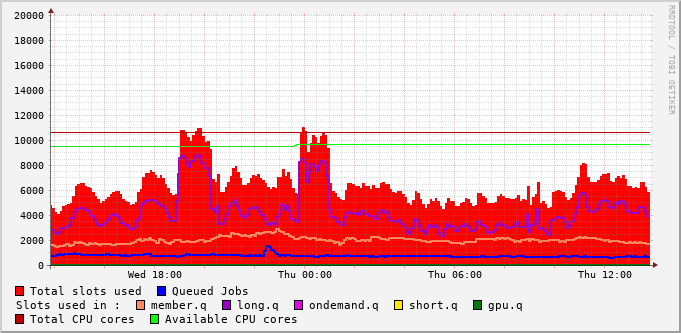 20000
18000
16000
14000
12000
10000
8000
6000
4000
2000
0
Wed 18:00 Thu 00:00 Thu 06:00 Thu 12:00
RRDTOOL / TOBI OETIKER
Total slots used Queued Jobs
Slots used in : member.q long.q ondemand.q short.q gpu.q
Total CPU cores Available CPU cores